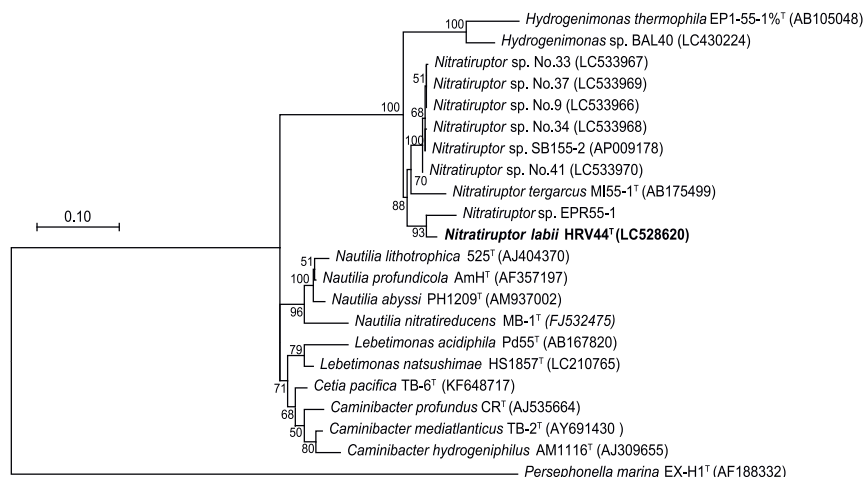 100
Hydrogenimonas thermophila EP1-55-1%ᵀ (AB105048)
Hydrogenimonas sp. BAL40 (LC430224)
Nitratiruptor sp. No.33 (LC533967)
51
Nitratiruptor sp. No.37 (LC533969)
100
Nitratiruptor sp. No.9 (LC533966)
68
Nitratiruptor sp. No.34 (LC533968)
100
Nitratiruptor sp. SB155-2 (AP009178)
Nitratiruptor sp. No.41 (LC533970)
70
Nitratiruptor tergarcus MI55-1ᵀ (AB175499)
88
0.10
Nitratiruptor sp. EPR55-1
93
Nitratiruptor labii HRV44ᵀ (LC528620)
Nautilia lithotrophica 525ᵀ (AJ404370)
51
100
Nautilia profundicola AmHᵀ (AF357197)
Nautilia abyssi PH1209ᵀ (AM937002)
96
Nautilia nitratireducens MB-1ᵀ (FJ532475)
Lebetimonas acidiphila Pd55ᵀ (AB167820)
79
Lebetimonas natsushimae HS1857ᵀ (LC210765)
71
Cetia pacifica TB-6ᵀ (KF648717)
68
Caminibacter profundus CRᵀ (AJ535664)
50
Caminibacter mediatlanticus TB-2ᵀ (AY691430 )
80
Caminibacter hydrogeniphilus AM1116ᵀ (AJ309655)
Persephonella marina EX-H1ᵀ (AF188332)